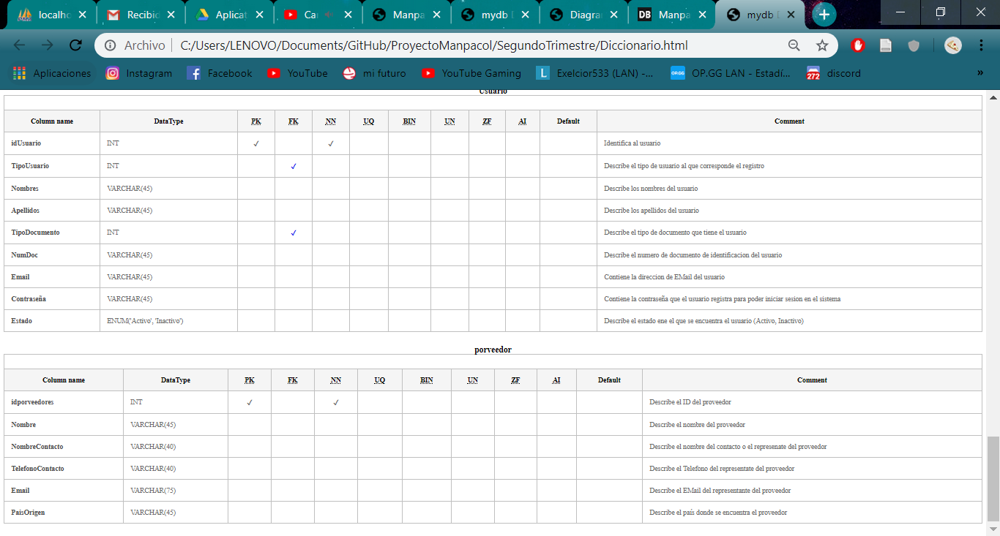 localho
Recibid
Aplicat
Ca
Manpa
mydb D
Diagra
DB Manpa
mydb D
Archivo C:/Users/LENOVO/Documents/GitHub/ProyectoManpacol/SegundoTrimestre/Diccionario.html
Aplicaciones Instagram Facebook YouTube mi futuro YouTube Gaming L Exelcior533 (LAN) -... OP.GG OP.GG LAN - Estadí... 272 discord »
Usuario
Column name DataType PK FK NN UQ BIN UN ZF AI Default Comment
idUsuario INT ✓ ✓ Identifica al usuario
TipoUsuario INT ✓ Describe el tipo de usuario al que corresponde el registro
Nombres VARCHAR(45) Describe los nombres del usuario
Apellidos VARCHAR(45) Describe los apellidos del usuario
TipoDocumento INT ✓ Describe el tipo de documento que tiene el usuario
NumDoc VARCHAR(45) Describe el numero de documento de identificacion del usuario
Email VARCHAR(45) Contiene la direccion de EMail del usuario
Contraseña VARCHAR(45) Contiene la contraseña que el usuario registra para poder iniciar sesion en el sistema
Estado ENUM('Activo', 'Inactivo') Describe el estado ene el que se encuentra el usuario (Activo, Inactivo)
porveedor
Column name DataType PK FK NN UQ BIN UN ZF AI Default Comment
idporveedores INT ✓ ✓ Describe el ID del proveedor
Nombre VARCHAR(45) Describe el nombre del proveedor
NombreContacto VARCHAR(40) Describe el nombre del contacto o el represenate del proveedor
TelefonoContacto VARCHAR(40) Describe el Telefono del representate del proveedor
Email VARCHAR(75) Describe el EMail del representante del proveedor
PaisOrigen VARCHAR(45) Describe el país donde se encuentra el proveedor